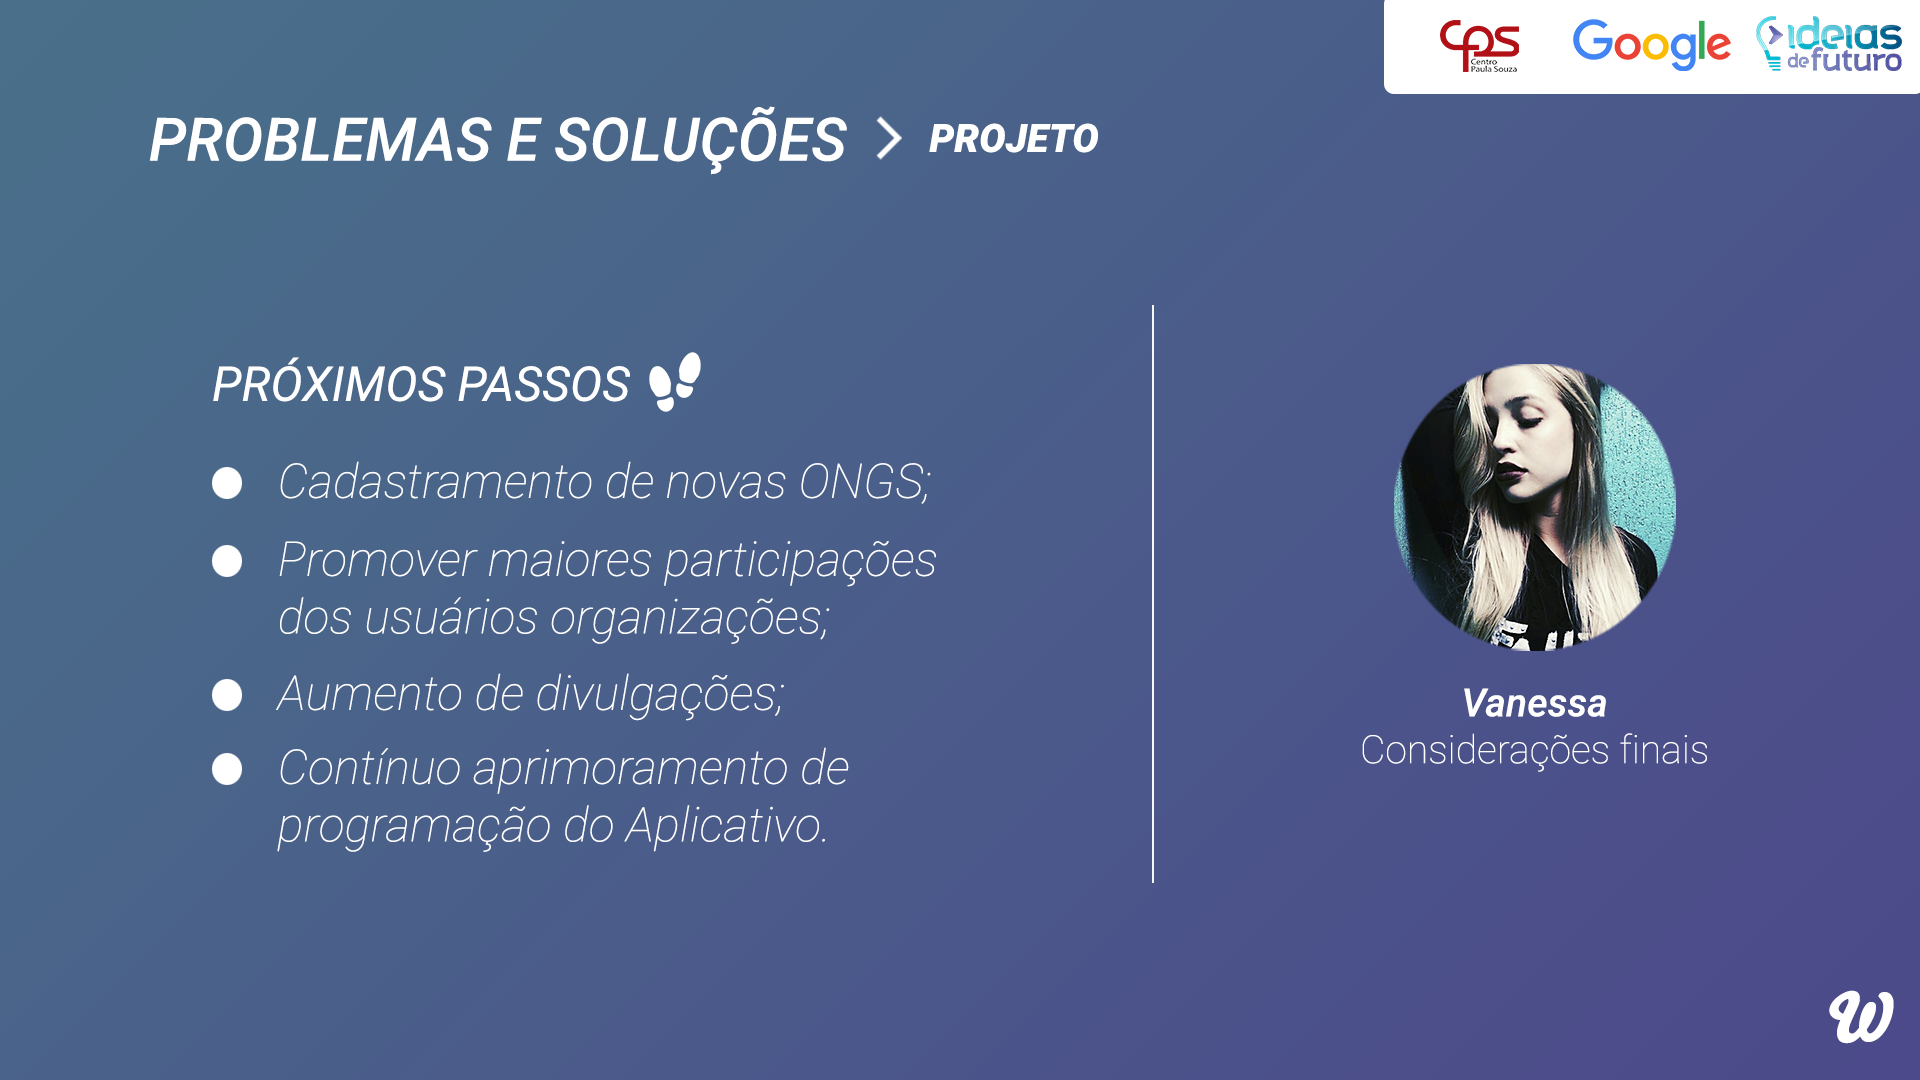 cps
Centro
Paula Souza
Google
ideias
de futuro
PROBLEMAS E SOLUÇÕES > PROJETO
PRÓXIMOS PASSOS
Cadastramento de novas ONGS;
Promover maiores participações
dos usuários organizações;
Aumento de divulgações;
Contínuo aprimoramento de
programação do Aplicativo.
Vanessa
Considerações finais
W